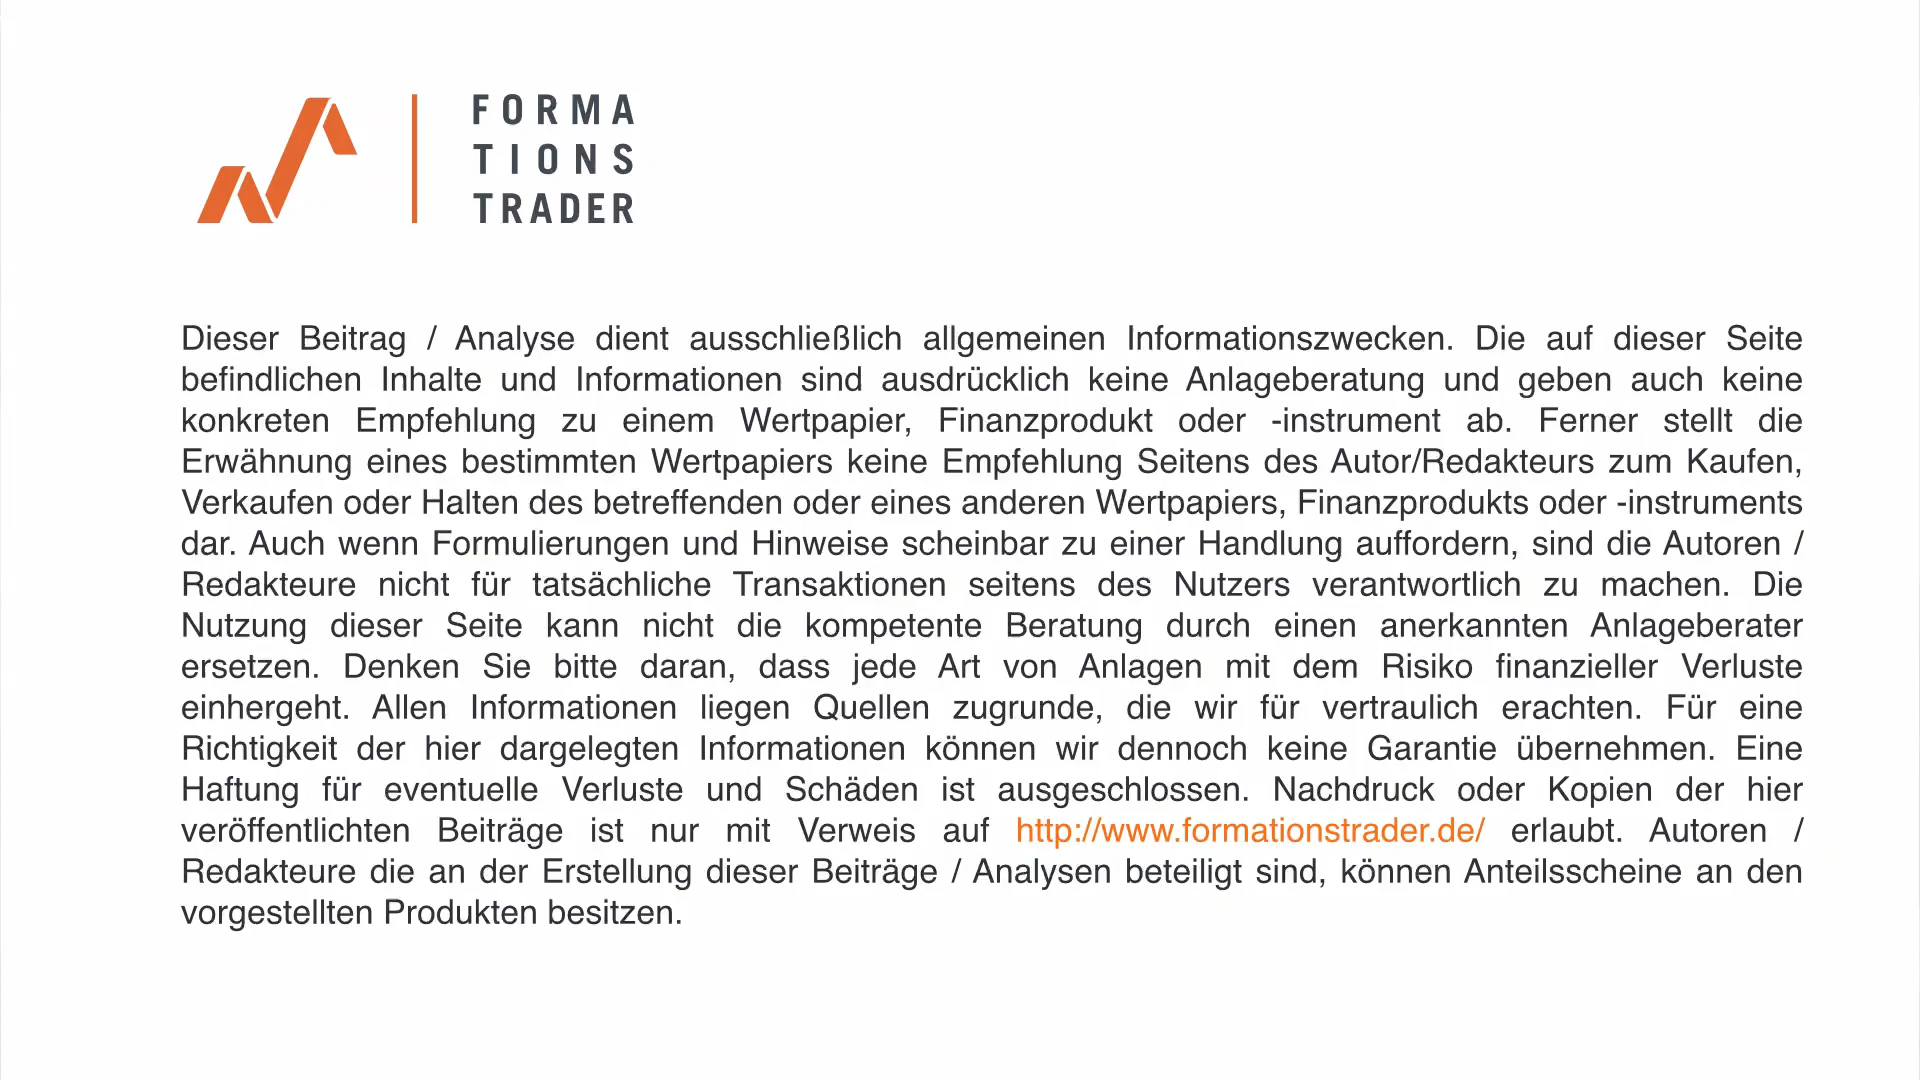 FORMA
TIONS
TRADER
Dieser Beitrag / Analyse dient ausschließlich allgemeinen Informationszwecken. Die auf dieser Seite
befindlichen Inhalte und Informationen sind ausdrücklich keine Anlageberatung und geben auch keine
konkreten Empfehlung zu einem Wertpapier, Finanzprodukt oder -instrument ab. Ferner stellt die
Erwähnung eines bestimmten Wertpapiers keine Empfehlung Seitens des Autor/Redakteurs zum Kaufen,
Verkaufen oder Halten des betreffenden oder eines anderen Wertpapiers, Finanzprodukts oder -instruments
dar. Auch wenn Formulierungen und Hinweise scheinbar zu einer Handlung auffordern, sind die Autoren /
Redakteure nicht für tatsächliche Transaktionen seitens des Nutzers verantwortlich zu machen. Die
Nutzung dieser Seite kann nicht die kompetente Beratung durch einen anerkannten Anlageberater
ersetzen. Denken Sie bitte daran, dass jede Art von Anlagen mit dem Risiko finanzieller Verluste
einhergeht. Allen Informationen liegen Quellen zugrunde, die wir für vertraulich erachten. Für eine
Richtigkeit der hier dargelegten Informationen können wir dennoch keine Garantie übernehmen. Eine
Haftung für eventuelle Verluste und Schäden ist ausgeschlossen. Nachdruck oder Kopien der hier
veröffentlichten Beiträge ist nur mit Verweis auf http://www.formationstrader.de/ erlaubt. Autoren /
Redakteure die an der Erstellung dieser Beiträge / Analysen beteiligt sind, können Anteilsscheine an den
vorgestellten Produkten besitzen.